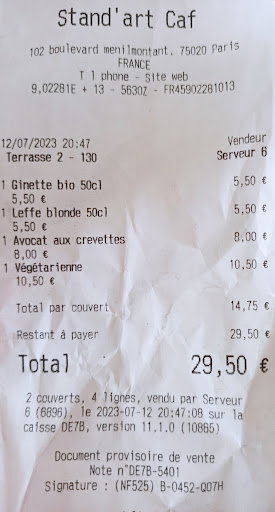 Stand'art Caf
102 boulevard menilmontant, 75020 Paris
FRANCE
T l phone - Site web
9,02281E + 13 - 5630Z - FR45902281013
12/07/2023 20:47 Vendeur
Terrasse 2 - 130 Serveur 6
1 Ginette bio 50cl 5,50 €
5,50 €
1 Leffe blonde 50cl 5,50 €
5,50 €
1 Avocat aux crevettes 8,00 €
8,00 €
1 Végétarienne 10,50 €
10,50 €
Total par couvert 14,75 €
Restant à payer 29,50 €
Total 29,50 €
2 couverts, 4 lignes, vendu par Serveur
6 (6896), le 2023-07-12 20:47:08 sur la
caisse DE7B, version 11.1.0 (10865)
Document provisoire de vente
Note n°DE7B-5401
Signature : (NF525) B-0452-Q07H